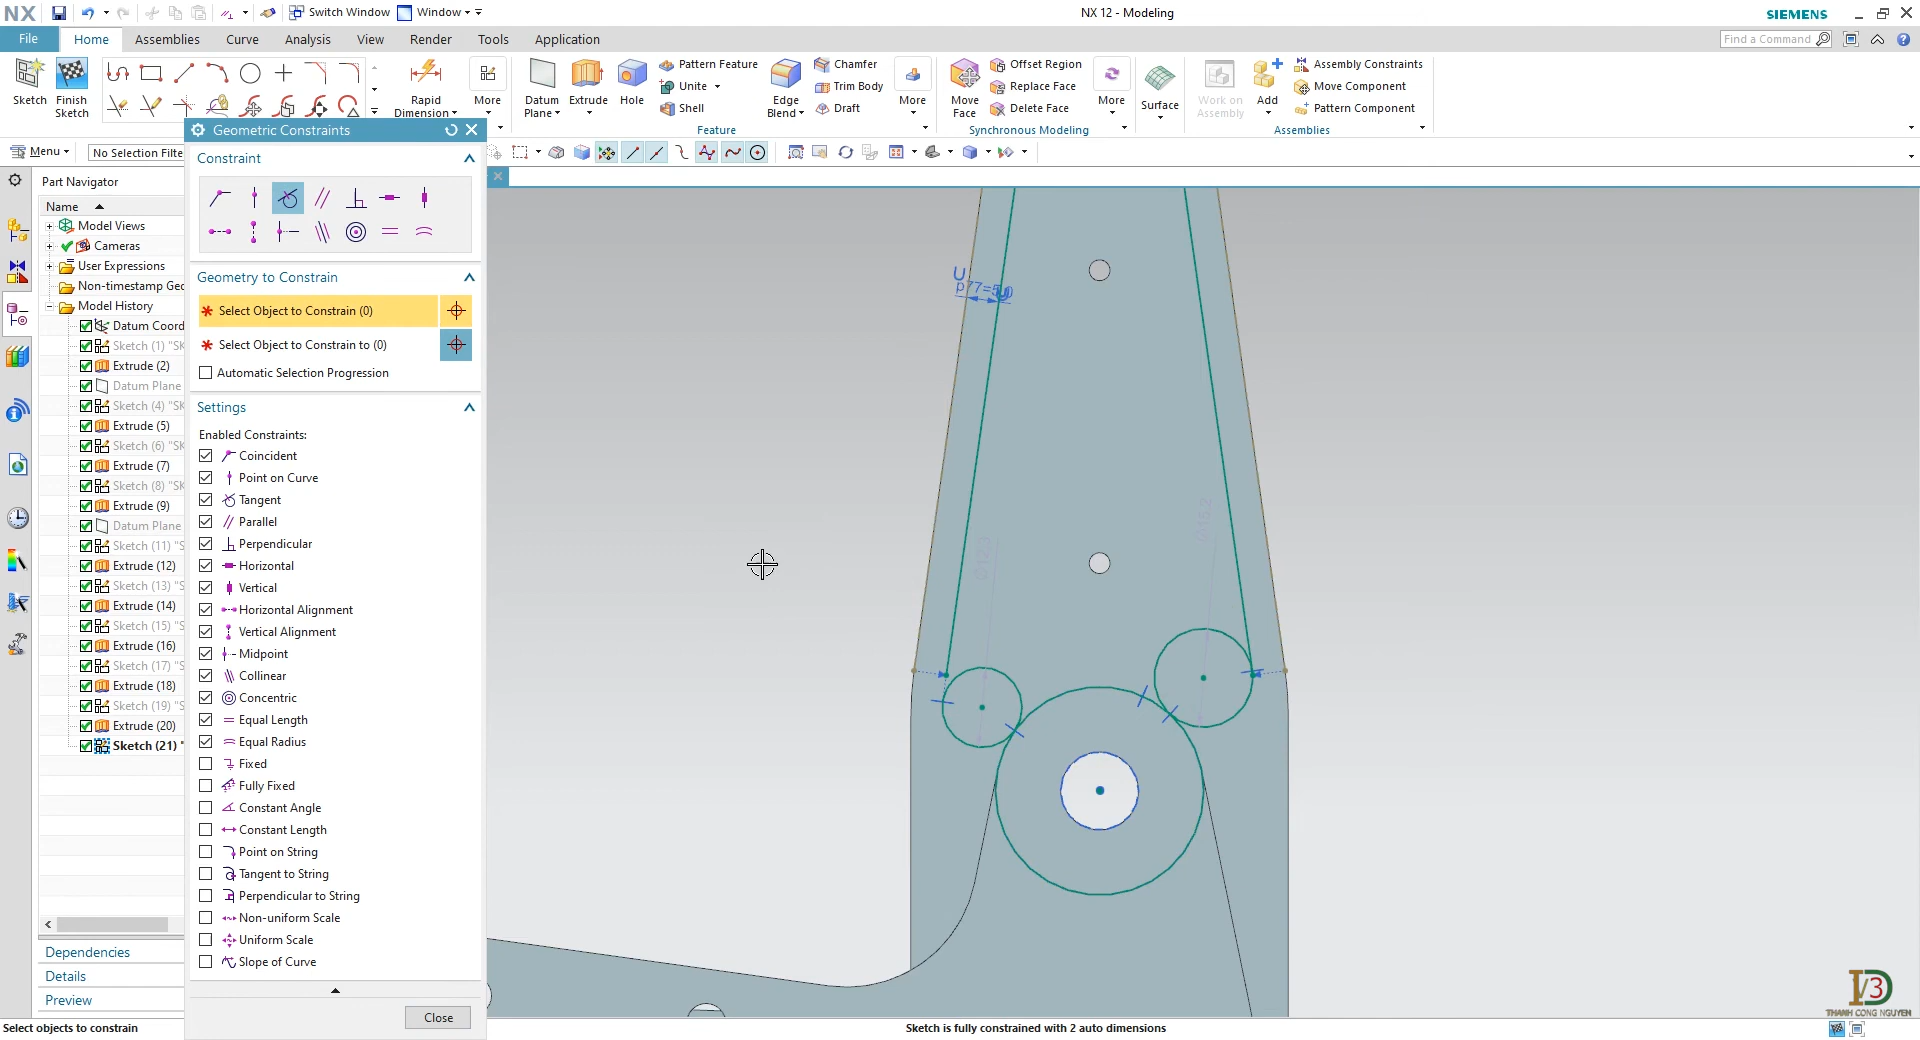 NX
Switch Window
Window
NX 12 - Modeling
SIEMENS
File
Home
Assemblies
Curve
Analysis
View
Render
Tools
Application
Find a Command
Sketch
Finish
Sketch
Rapid
Dimension
More
Datum
Plane
Extrude
Hole
Pattern Feature
Unite
Shell
Edge
Blend
Chamfer
Trim Body
Draft
More
Feature
Move
Face
Offset Region
Replace Face
Delete Face
More
Synchronous Modeling
Surface
Work on
Assembly
Add
Assembly Constraints
Move Component
Pattern Component
Assemblies
Menu
No Selection Filte
Geometric Constraints
Constraint
Geometry to Constrain
Select Object to Constrain (0)
Select Object to Constrain to (0)
Automatic Selection Progression
Settings
Enabled Constraints:
Coincident
Point on Curve
Tangent
Parallel
Perpendicular
Horizontal
Vertical
Horizontal Alignment
Vertical Alignment
Midpoint
Collinear
Concentric
Equal Length
Equal Radius
Fixed
Fully Fixed
Constant Angle
Constant Length
Point on String
Tangent to String
Perpendicular to String
Non-uniform Scale
Uniform Scale
Slope of Curve
Close
Part Navigator
Name
Model Views
Cameras
User Expressions
Non-timestamp Geo
Model History
Datum Coord
Sketch (1) "SK
Extrude (2)
Datum Plane
Sketch (4) "SK
Extrude (5)
Sketch (6) "SK
Extrude (7)
Sketch (8) "SK
Extrude (9)
Datum Plane
Sketch (11) "S
Extrude (12)
Sketch (13) "S
Extrude (14)
Sketch (15) "S
Extrude (16)
Sketch (17) "S
Extrude (18)
Sketch (19) "S
Extrude (20)
Sketch (21) "
Dependencies
Details
Preview
U
THANH CONG NGUYEN
Select objects to constrain
Sketch is fully constrained with 2 auto dimensions